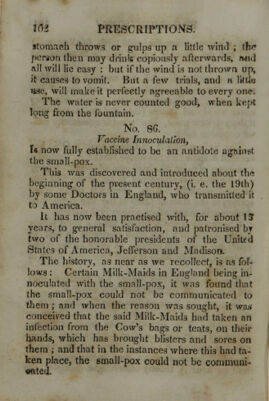 162 PRESCRIPTIONS.
stomach throws or gulps up a little wind ; the
person then may drink copiously afterwards, and
all will lie easy : but if the wind is not thrown up,
it causes to vomit. But a few trials, and a little
use, will make it perfectly agreeable to every one.
The water is never counted good, when kept
long from the fountain.
No. 86.
Vaccine Innoculation,
Is now fully established to be an antidote against
the small-pox.
This was discovered and introduced about the
beginning of the present century, (i. e. the 19th)
by some Doctors in England, who transmitted it
to America.
It has now been practised with, for about 13
years, to general satisfaction, and patronised by
two of the honorable presidents of the United
States of America, Jefferson and Madison.
The history, as near as we recollect, is as fol-
lows : Certain Milk-Maids in England being in-
noculated with the small-pox, it was found that
the small-pox could not be communicated to
them ; and when the reason was sought, it was
conceived that the said Milk-Maids had taken an
infection from the Cow's bags or teats, on their
hands, which has brought blisters and sores on
them ; and that in the instances where this had ta-
ken place, the small-pox could not be communi-
cated.